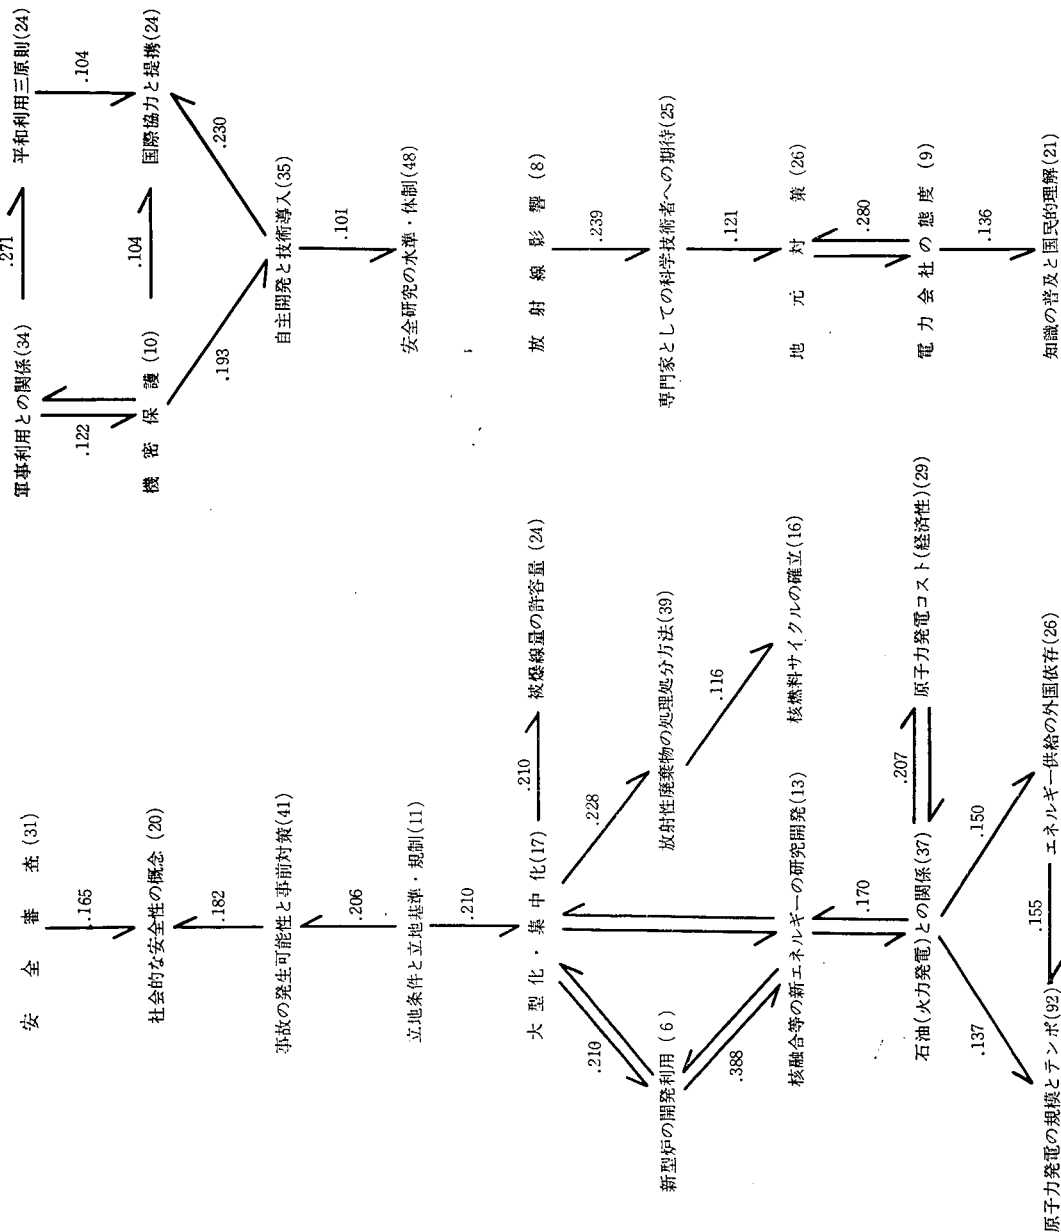 軍事利用との関係(34)
.271
平和利用三原則(24)
.122
.104
機密保護(10)
.104
国際協力と提携(24)
.193
.230
自主開発と技術導入(35)
.101
安全研究の水準・体制(48)
放射線影響(8)
.239
専門家としての科学技術者への期待(25)
.121
地元対策(26)
.280
電力会社の態度(9)
.136
知識の普及と国民的理解(21)
安全審査(31)
.165
社会的な安全性の概念(20)
.182
事故の発生可能性と事前対策(41)
.206
立地条件と立地基準・規制(11)
.210
大型化・集中化(17)
.210
被爆線量の許容量(24)
.210
.228
新型炉の開発利用(6)
放射性廃棄物の処理処分方法(39)
.388
.116
核融合等の新エネルギーの研究開発(13)
核燃料サイクルの確立(16)
.170
石油(火力発電)との関係(37)
.207
原子力発電コスト(経済性)(29)
.137
.150
原子力発電の規模とテンポ(92)
.155
エネルギー供給の外国依存(26)